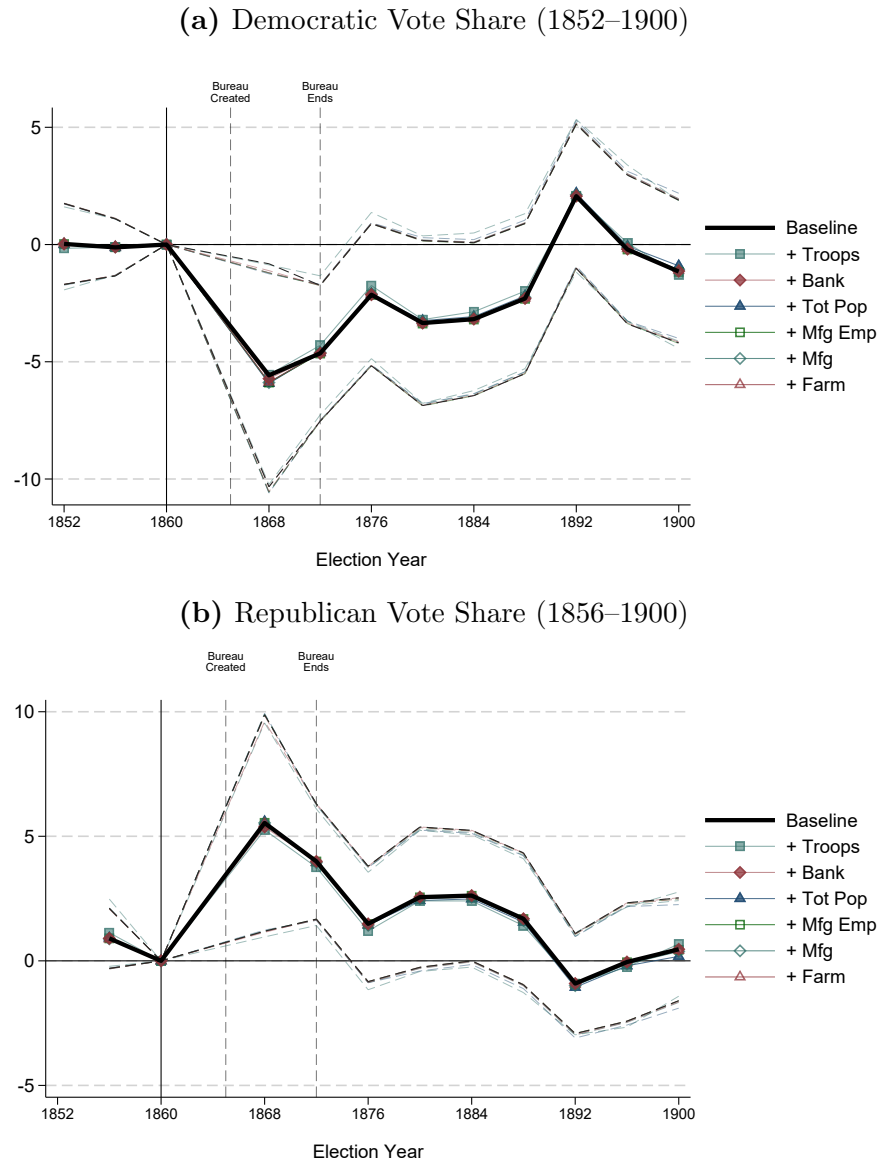 (a) Democratic Vote Share (1852–1900)
Bureau
Created
Bureau
Ends
5
0
-5
-10
1852
1860
1868
1876
1884
1892
1900
Election Year
Baseline
+ Troops
+ Bank
+ Tot Pop
+ Mfg Emp
+ Mfg
+ Farm
(b) Republican Vote Share (1856–1900)
Bureau
Created
Bureau
Ends
10
5
0
-5
1852
1860
1868
1876
1884
1892
1900
Election Year
Baseline
+ Troops
+ Bank
+ Tot Pop
+ Mfg Emp
+ Mfg
+ Farm